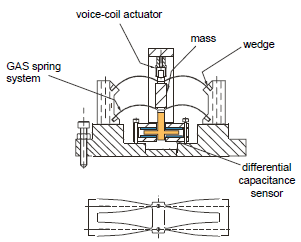 voice-coil actuator
mass
wedge
GAS spring
system
differential
capacitance
sensor